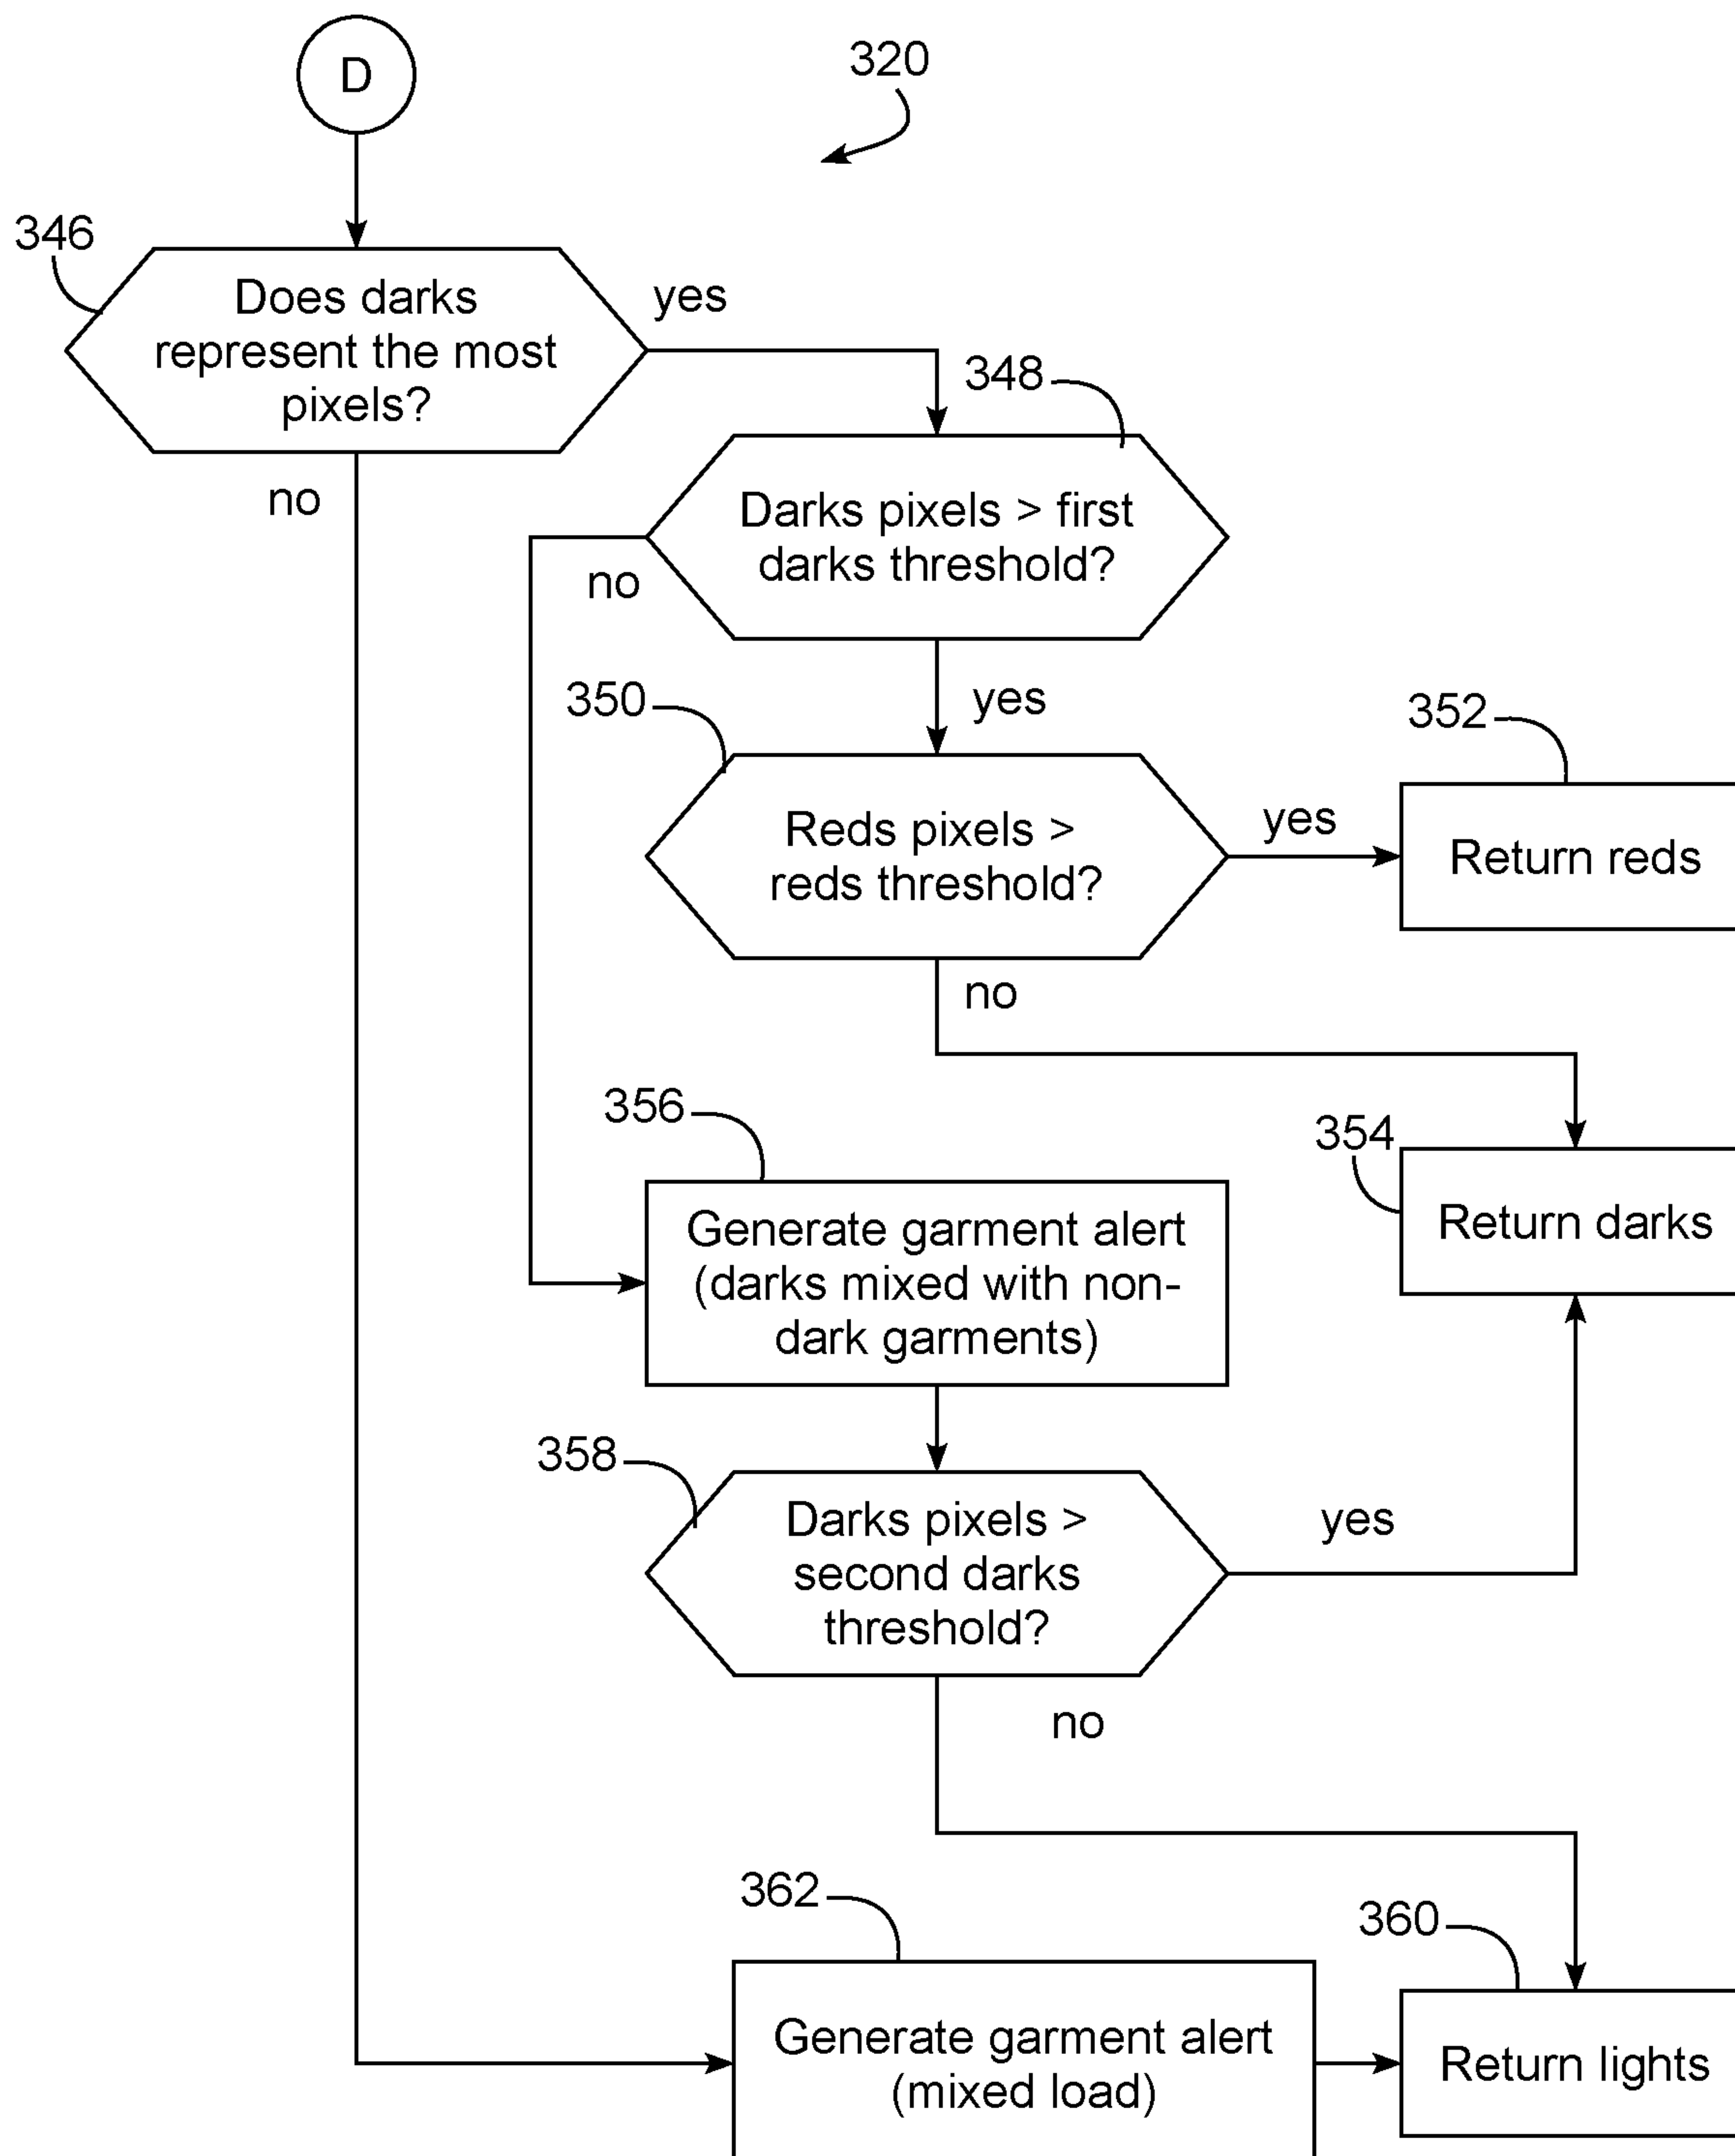 D
320
346
Does darks
represent the most
pixels?
yes
no
348
Darks pixels > first
darks threshold?
no
yes
350
Reds pixels >
reds threshold?
yes
no
352
Return reds
354
Return darks
356
Generate garment alert
(darks mixed with non-
dark garments)
358
Darks pixels >
second darks
threshold?
yes
no
362
Generate garment alert
(mixed load)
360
Return lights